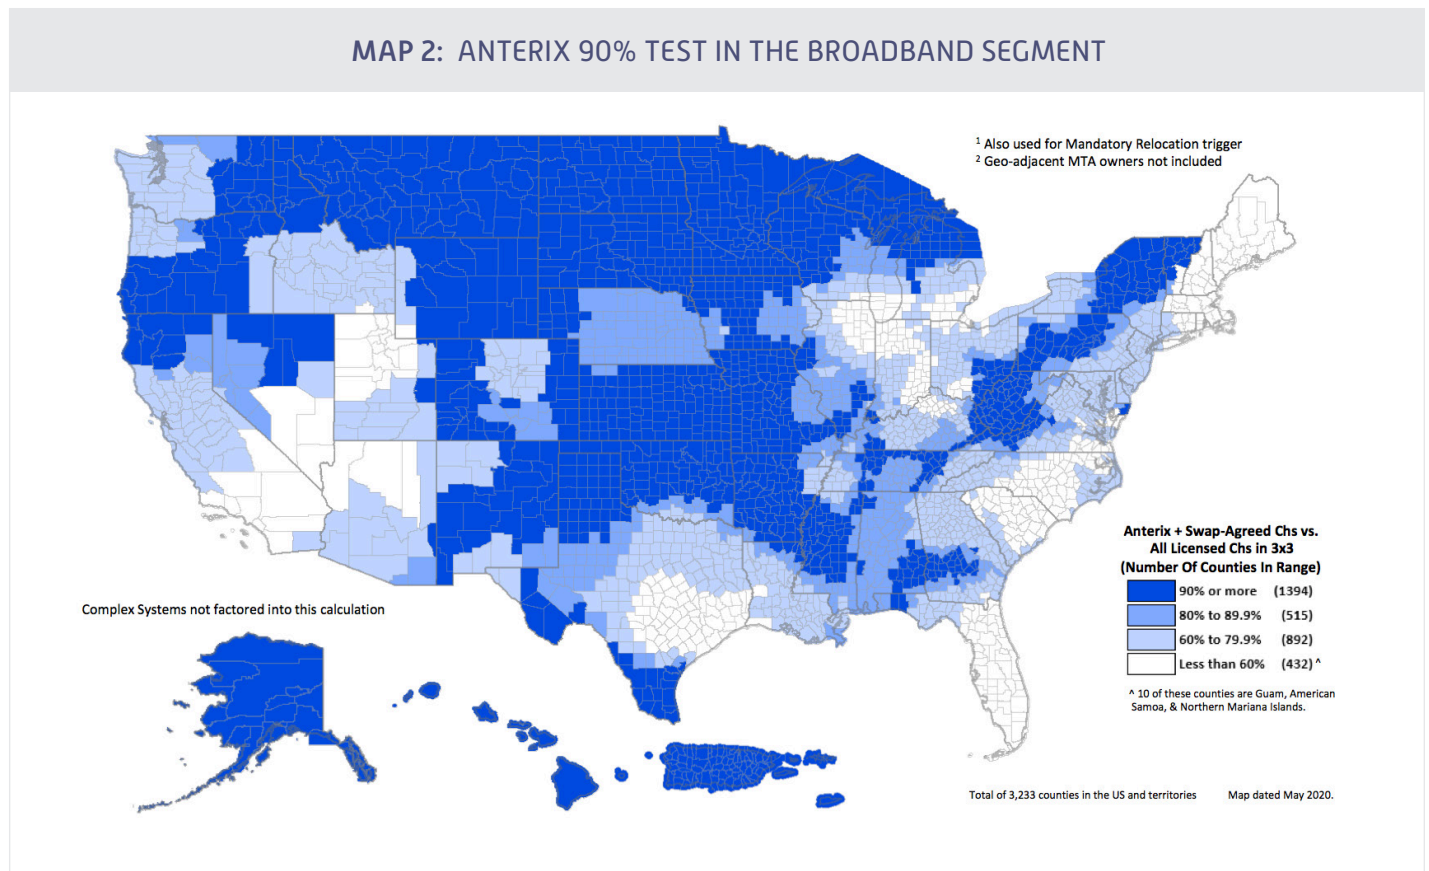 MAP 2: ANTERIX 90% TEST IN THE BROADBAND SEGMENT
¹ Also used for Mandatory Relocation trigger
² Geo-adjacent MTA owners not included
Anterix + Swap-Agreed Chs vs.
All Licensed Chs in 3x3
(Number Of Counties In Range)
90% or more (1394)
80% to 89.9% (515)
60% to 79.9% (892)
Less than 60% (432) ^
^ 10 of these counties are Guam, American
Samoa, & Northern Mariana Islands.
Complex Systems not factored into this calculation
Total of 3,233 counties in the US and territories Map dated May 2020.